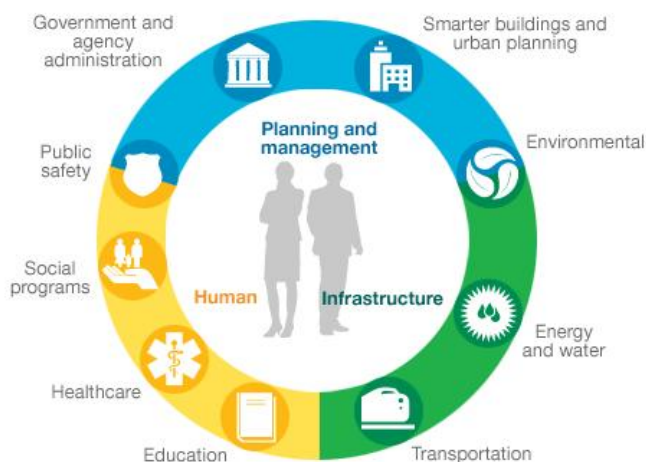 Government and
agency
administration
Smarter buildings and
urban planning
Planning and
management
Public
safety
Environmental
Social
programs
Human
Infrastructure
Energy
and water
Healthcare
Education
Transportation